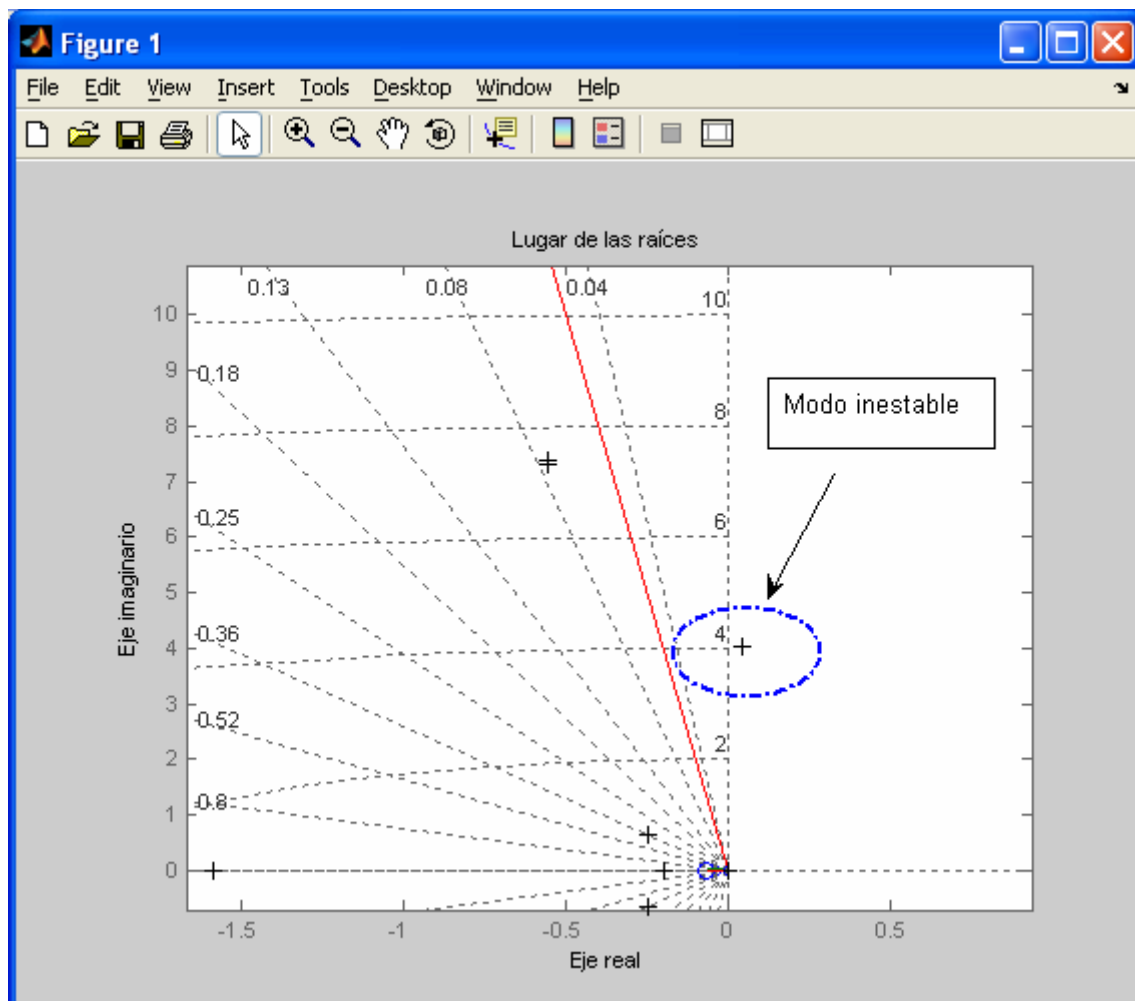 Figure 1
File Edit View Insert Tools Desktop Window Help
Lugar de las raíces
0.13 0.08 0.04 10
10
9
0.18
8
8
Modo inestable
7
6
0.25
6
5
4
0.36
4
3
0.52
2
2
1
0.8
0
Eje imaginario
-1.5 -1 -0.5 0 0.5
Eje real